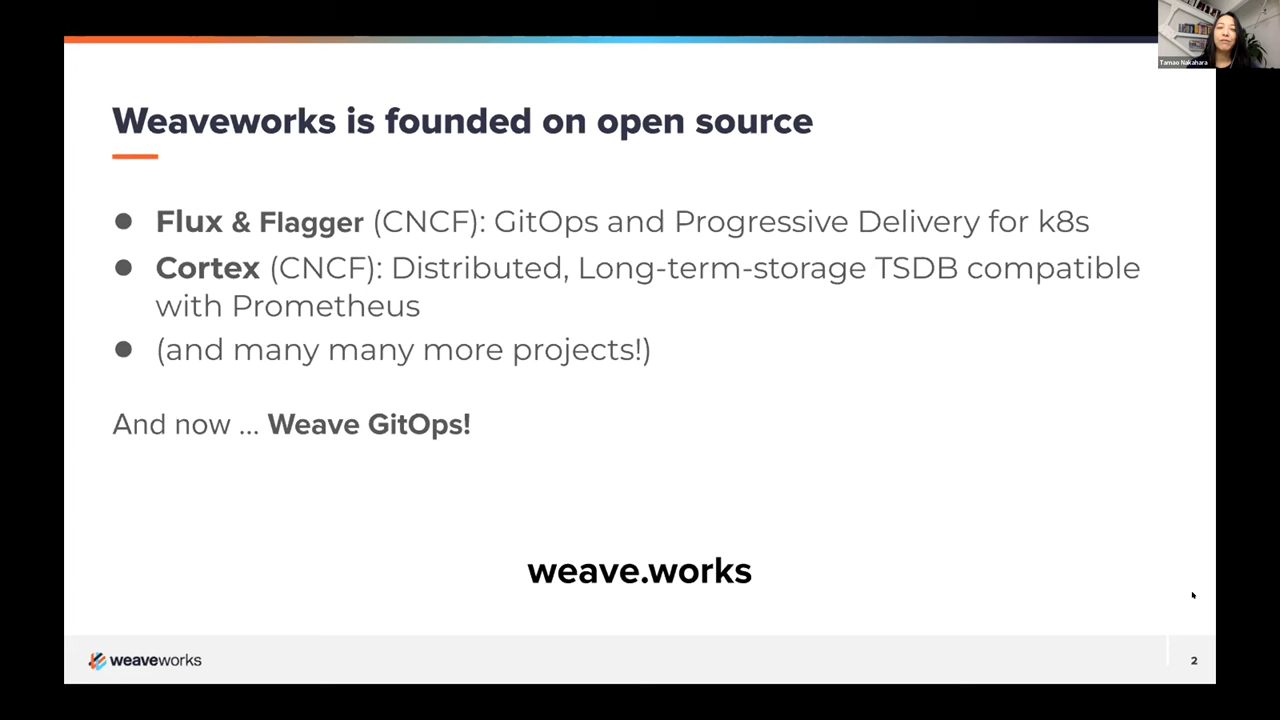 Tamao Nakahara
Weaveworks is founded on open source
● Flux & Flagger (CNCF): GitOps and Progressive Delivery for k8s
● Cortex (CNCF): Distributed, Long-term-storage TSDB compatible
with Prometheus
● (and many many more projects!)
And now ... Weave GitOps!
weave.works
weaveworks
2